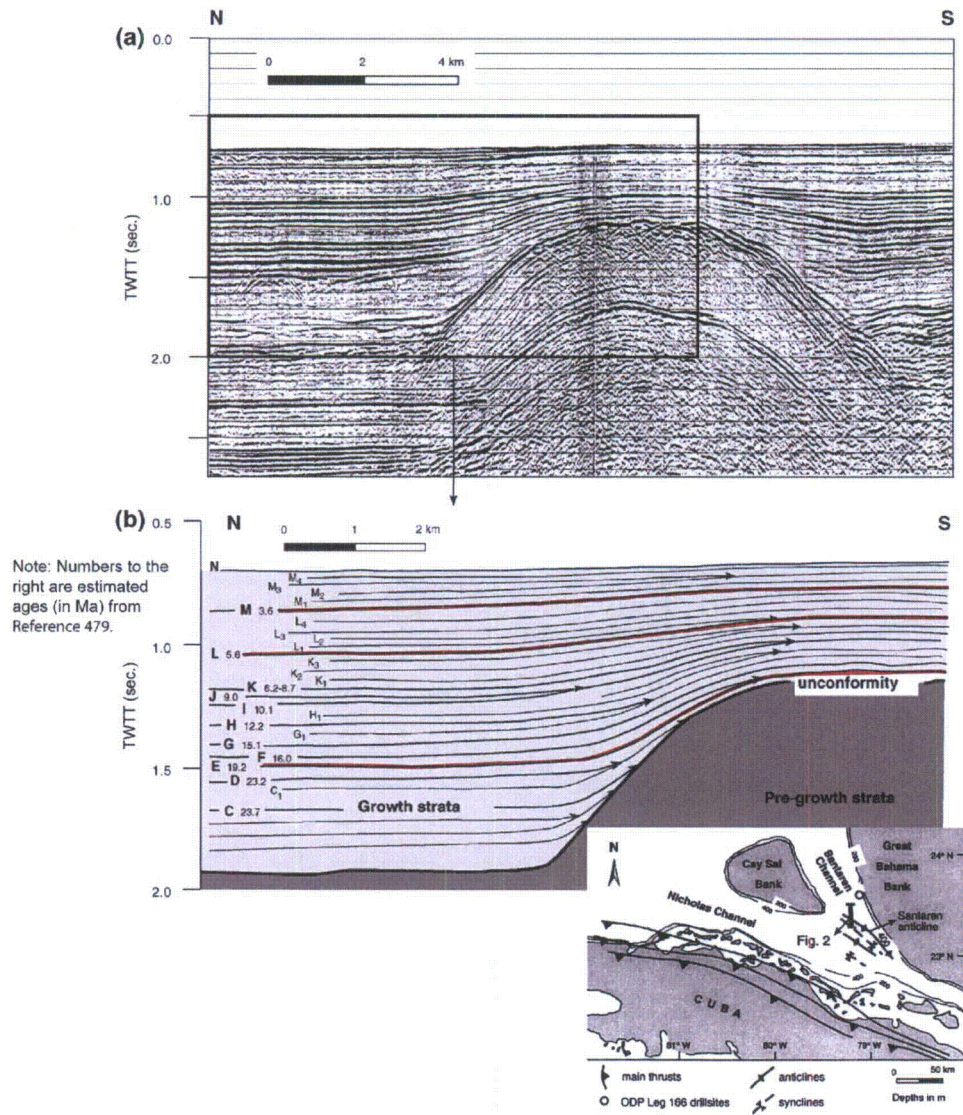 N S
(a)
0.0
0 2 4 km
1.0
TWTT (sec.)
2.0
(b) N S
0.5
0 1 2 km
Note: Numbers to the
right are estimated
ages (in Ma) from
Reference 479.
N
M4
M3
M2
M1
M 3.6
L4
L3
L2
L1
L 5.6
1.0
K3
K2
K1
K 8.2-8.7
J 9.0
I 10.1
H1
H 12.2
G1
G 15.1
F 16.0
E 19.2
1.5
D 23.2
C1
C 23.7
2.0
TWTT (sec.)
unconformity
Growth strata
Pre-growth strata
N
Cay Sal
Bank
Santaren
Channel
Great
Bahama
Bank
24° N
Nicholas Channel
Santaren
anticline
Fig. 2
23° N
CUBA
81° W 80° W 79° W
0 50 km
main thrusts anticlines
ODP Leg 166 drillsites synclines
Depths in m